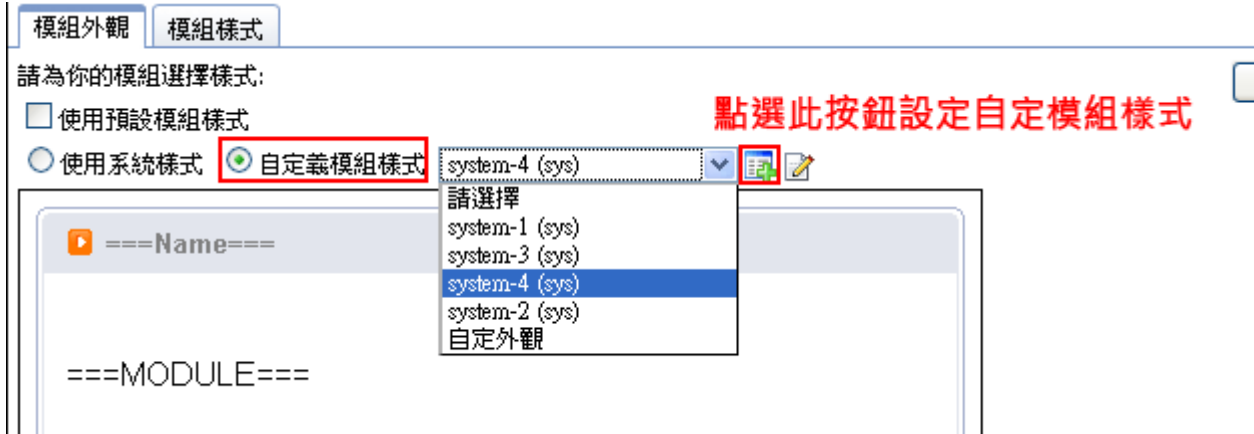 模組外觀 模組樣式
請為你的模組選擇樣式:
使用預設模組樣式
點選此按鈕設定自定模組樣式
使用系統樣式 自定義模組樣式 system-4 (sys)
請選擇
system-1 (sys)
system-3 (sys)
system-4 (sys)
system-2 (sys)
自定外觀
===Name===
===MODULE===